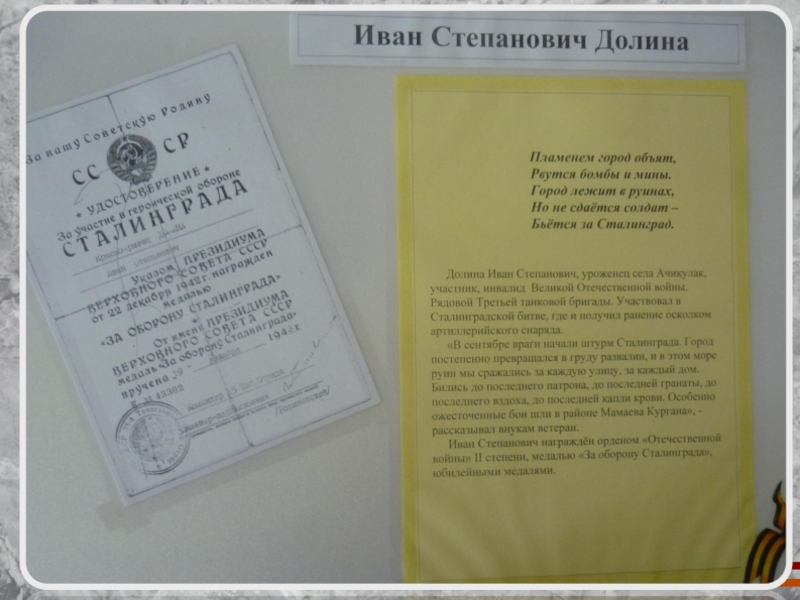 Иван Степанович Долина
За нашу Советскую Родину
СС СР
* УДОСТОВЕРЕНИЕ *
За участие в героической обороне
СТАЛИНГРАДА
Иван Степанович
Указом ПРЕЗИДИУМА
ВЕРХОВНОГО СОВЕТА СССР
от 22 декабря 1942 г. награжден
медалью
«ЗА ОБОРОНУ СТАЛИНГРАДА»
От имени ПРЕЗИДИУМА
ВЕРХОВНОГО СОВЕТА СССР
медаль «За оборону Сталинграда»
вручена 194 г.
Пламенем город объят,
Рвутся бомбы и мины.
Город лежит в руинах,
Но не сдаётся солдат –
Бьётся за Сталинград.
Долина Иван Степанович, уроженец села Ачикулак,
участник, инвалид Великой Отечественной войны.
Рядовой Третьей танковой бригады. Участвовал в
Сталинградской битве, где и получил ранение осколком
артиллерийского снаряда.
«В сентябре враги начали штурм Сталинграда. Город
постепенно превращался в груду развалин, и в этом море
руин мы сражались за каждую улицу, за каждый дом.
Бились до последнего патрона, до последней гранаты, до
последнего вздоха, до последней капли крови. Особенно
ожесточенные бои шли в районе Мамаева Кургана», -
рассказывал внукам ветеран.
Иван Степанович награждён орденом «Отечественной
войны» II степени, медалью «За оборону Сталинграда»,
юбилейными медалями.